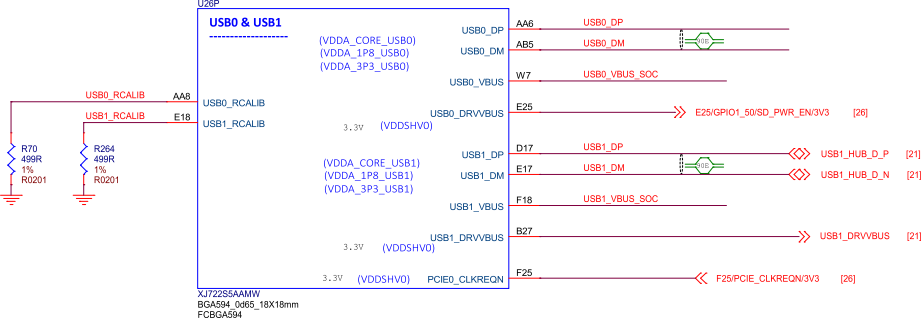 U26P
USB0 & USB1
-------------------
(VDDA_CORE_USB0)
(VDDA_1P8_USB0)
(VDDA_3P3_USB0)
USB0_DP
AA6
USB0_DP
USB0_DM
AB5
USB0_DM
90E
USB0_VBUS
W7
USB0_VBUS_SOC
USB0_RCALIB
AA8
USB0_RCALIB
USB1_RCALIB
E18
USB1_RCALIB
3.3V
(VDDSHV0)
USB0_DRVVBUS
E25
E25/GPIO1_50/SD_PWR_EN/3V3
[26]
R70
499R
1%
R0201
R264
499R
1%
R0201
(VDDA_CORE_USB1)
(VDDA_1P8_USB1)
(VDDA_3P3_USB1)
USB1_DP
D17
USB1_DP
USB1_HUB_D_P
[21]
USB1_DM
E17
USB1_DM
90E
USB1_HUB_D_N
[21]
USB1_VBUS
F18
USB1_VBUS_SOC
3.3V
(VDDSHV0)
USB1_DRVVBUS
B27
USB1_DRVVBUS
[21]
3.3V
(VDDSHV0)
PCIE0_CLKREQN
F25
F25/PCIE_CLKREQN/3V3
[26]
XJ722S5AAMW
BGA594_0d65_18X18mm
FCBGA594